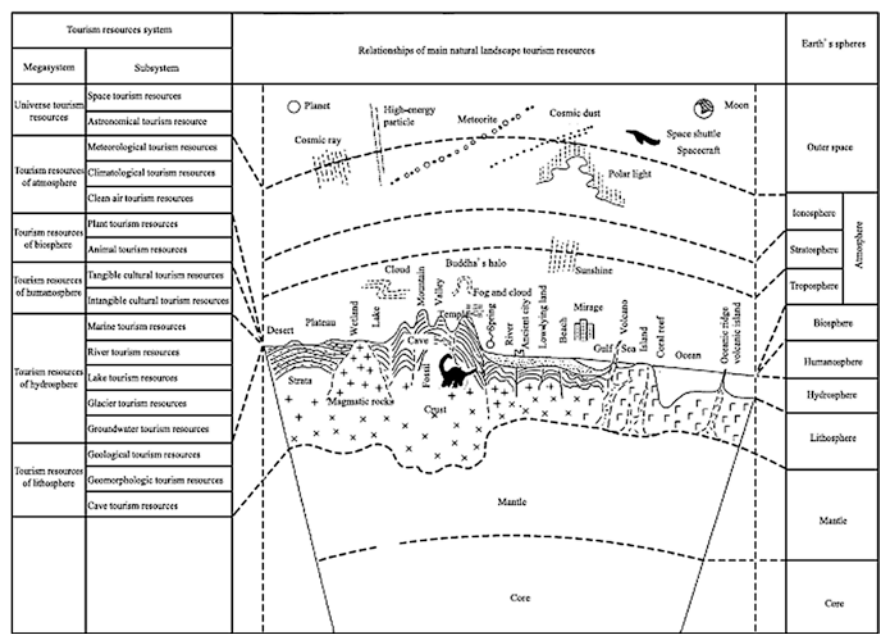 Tourism resources system
Relationships of main natural landscape tourism resources
Earth's spheres
Megasystem
Subsystem
Universe tourism
resources
Space tourism resources
Astronomical tourism resource
Tourism resources
of atmosphere
Meteorological tourism resources
Climatological tourism resources
Clean air tourism resources
Tourism resources
of biosphere
Plant tourism resources
Animal tourism resources
Tourism resources
of humanosphere
Tangible cultural tourism resources
Intangible cultural tourism resources
Tourism resources
of hydrosphere
Marine tourism resources
River tourism resources
Lake tourism resources
Glacier tourism resources
Groundwater tourism resources
Tourism resources
of lithosphere
Geological tourism resources
Geomorphologic tourism resources
Cave tourism resources
Planet
High-energy
particle
Cosmic ray
Meteorite
Cosmic dust
Moon
Space shuttle
Spacecraft
Polar light
Cloud
Buddha's halo
Sunshine
Fog and cloud
Mountain
Valley
Temple
Desert
Plateau
Wetland
Lake
Cave
Spring
River
Ancient city
Low-lying land
Beach
Mirage
Gulf
Volcano
Sea
Island
Coral reef
Ocean
Oceanic ridge
volcanic island
Strata
Fossil
Magmatic rocks
Crust
Mantle
Core
Outer space
Ionosphere
Stratosphere
Troposphere
Atmosphere
Biosphere
Humanosphere
Hydrosphere
Lithosphere
Mantle
Core